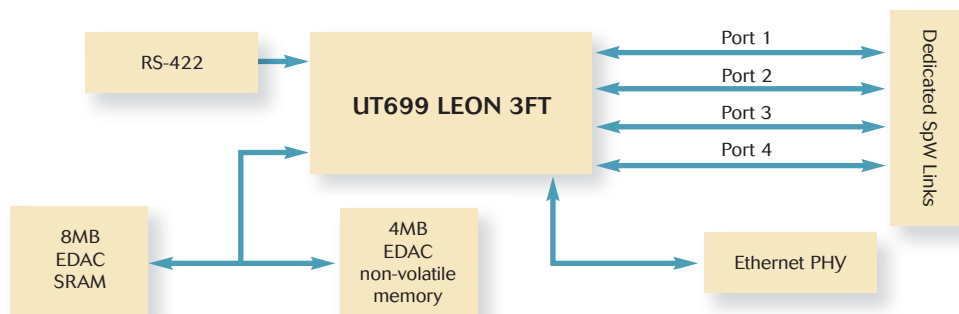 RS-422
UT699 LEON 3FT
Port 1
Port 2
Port 3
Port 4
Dedicated SpW Links
8MB
EDAC
SRAM
4MB
EDAC
non-volatile
memory
Ethernet PHY